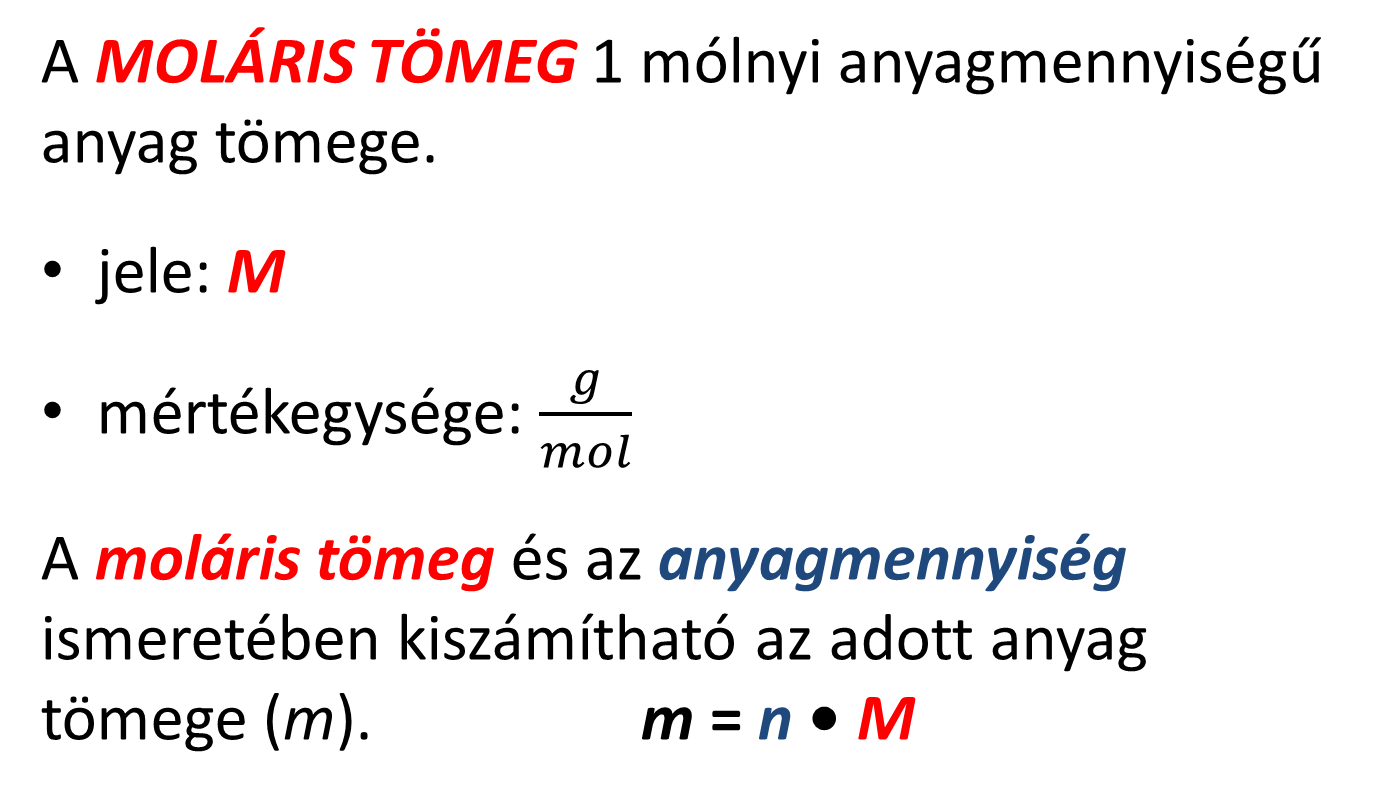 A MOLÁRIS TÖMEG 1 mólnyi anyagmennyiségű
anyag tömege.
• jele: M
• mértékegysége: g/mol
A moláris tömeg és az anyagmennyiség
ismeretében kiszámítható az adott anyag
tömege (m). m = n • M